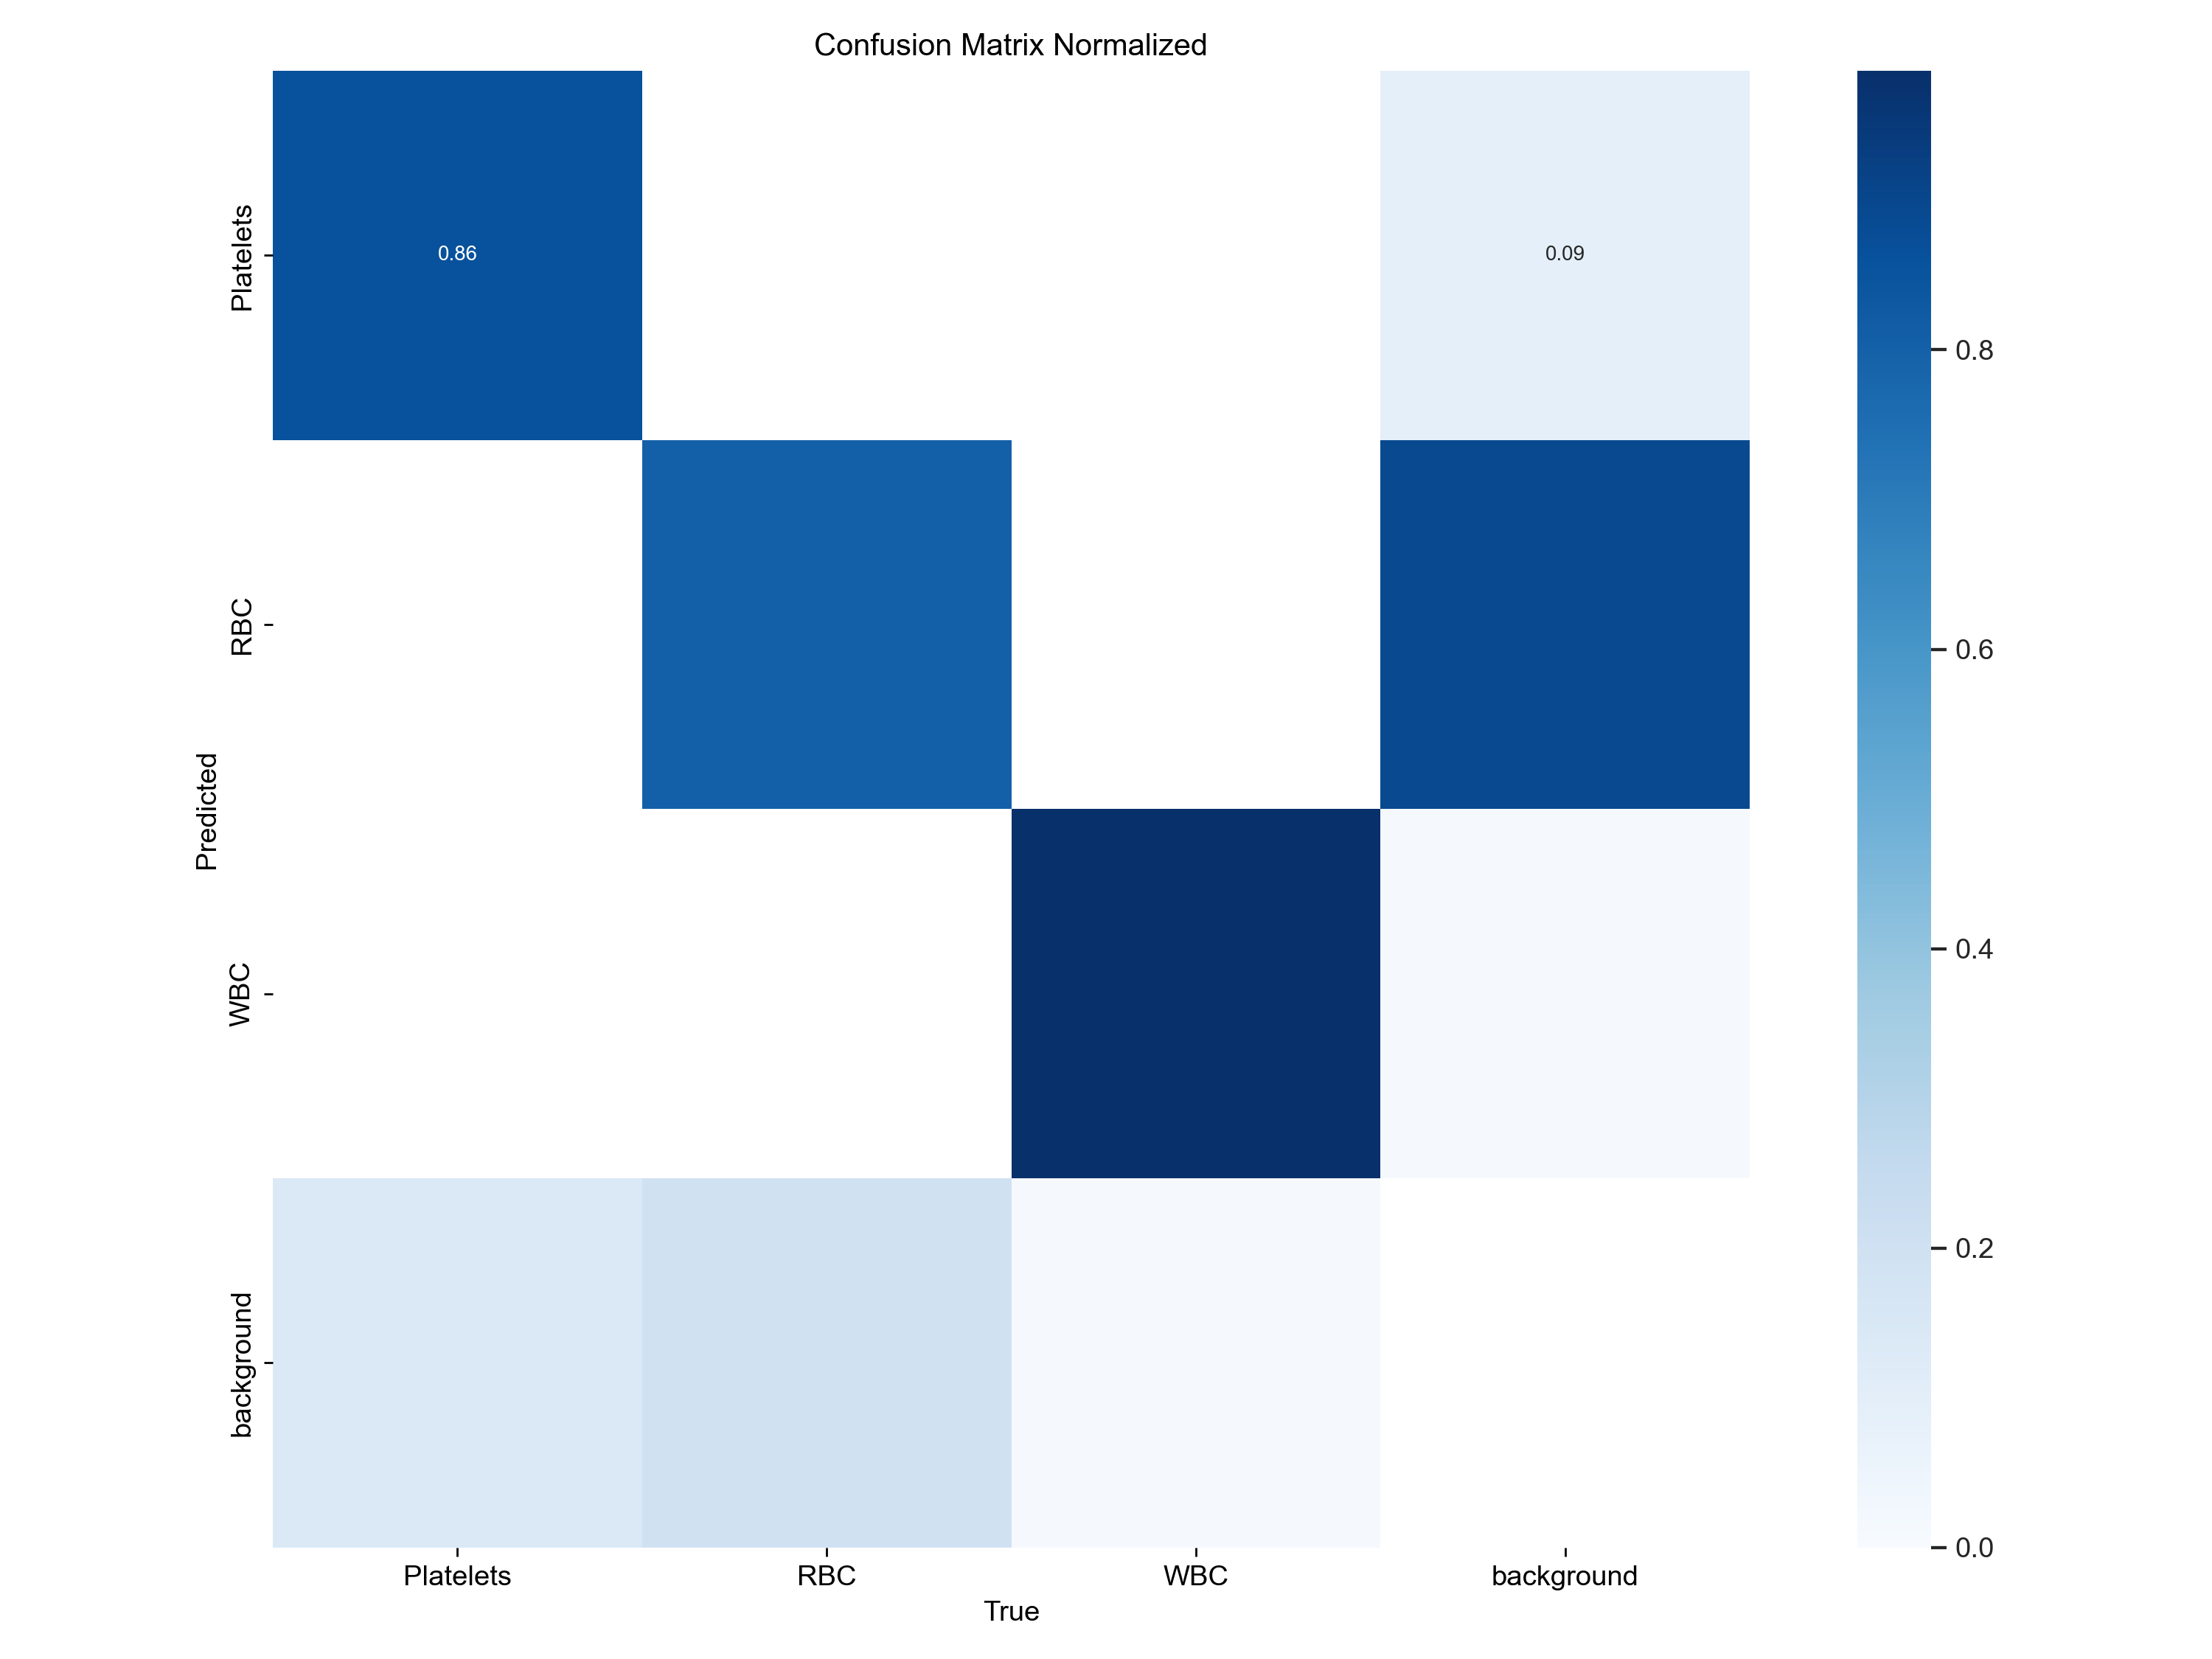 Confusion Matrix Normalized
Platelets
0.86
0.09
RBC
WBC
background
Predicted
Platelets
RBC
WBC
background
True
0.8
0.6
0.4
0.2
0.0